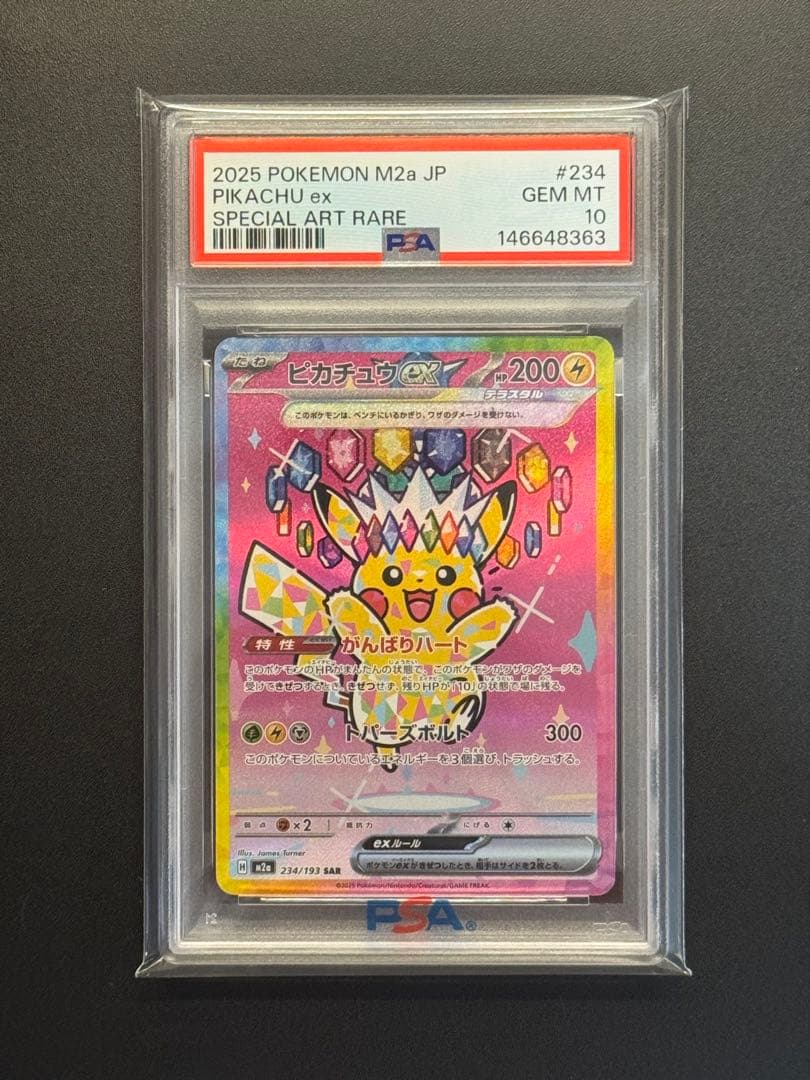 2025 POKEMON M2a JP #234
PIKACHU ex GEM MT
SPECIAL ART RARE 10
146648363
PSA
たね
ピカチュウex HP200
テラスタル
このポケモンは、ベンチにいるかぎり、ワザのダメージを受けない。
特性 がんばりハート
このポケモンのHPがまんたんの状態で、このポケモンがワザのダメージを
受けてきぜつするとき、きぜつせず、残りHPが「10」の状態で場に残る。
トパーズボルト 300
このポケモンについているエネルギーを3個選び、トラッシュする。
弱点 ×2 抵抗力 にげる
exルール
ポケモンexがきぜつしたとき、相手はサイドを2枚とる。
Illus. James Turner
H m2a 234/193 SAR
©2025 Pokémon/Nintendo/Creatures/GAME FREAK.
PSA®